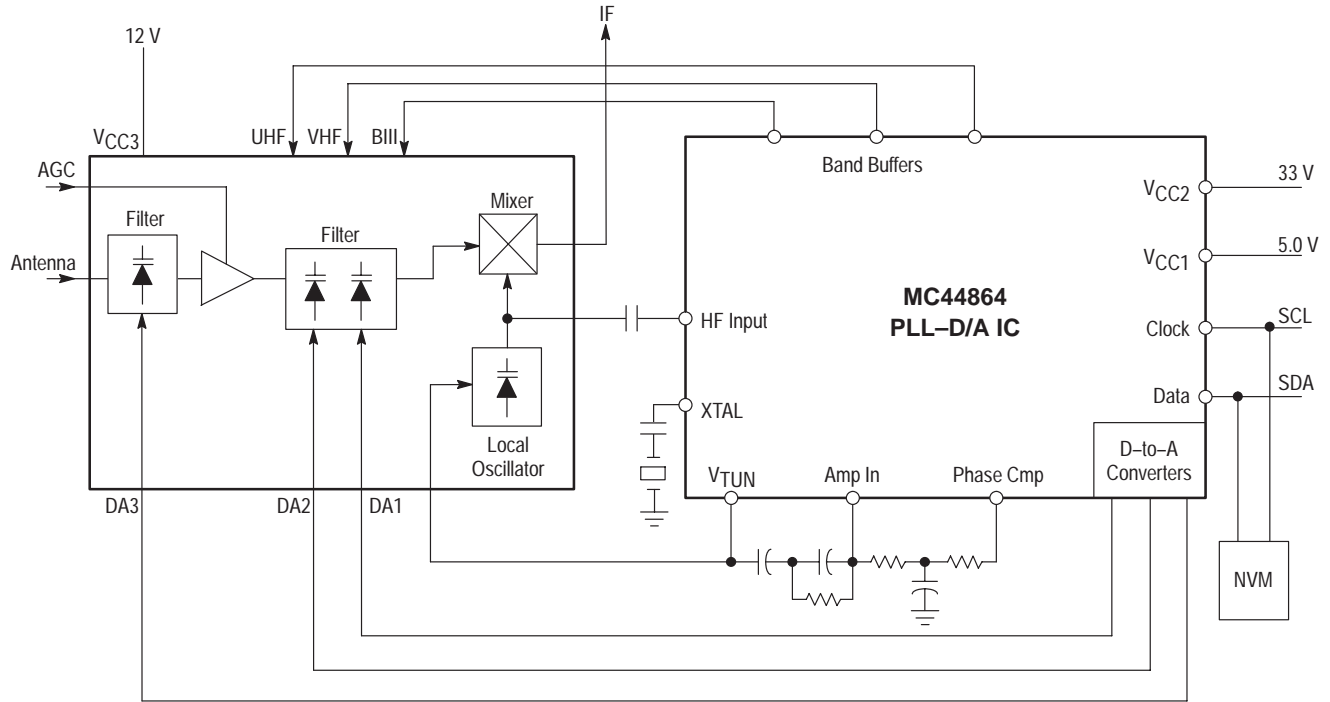 IF
12 V
VCC3
UHF
VHF
BIII
AGC
Filter
Antenna
Filter
Mixer
Local
Oscillator
DA3
DA2
DA1
Band Buffers
VCC2
33 V
VCC1
5.0 V
MC44864
PLL–D/A IC
HF Input
Clock
SCL
XTAL
Data
SDA
D–to–A
Converters
VTUN
Amp In
Phase Cmp
NVM